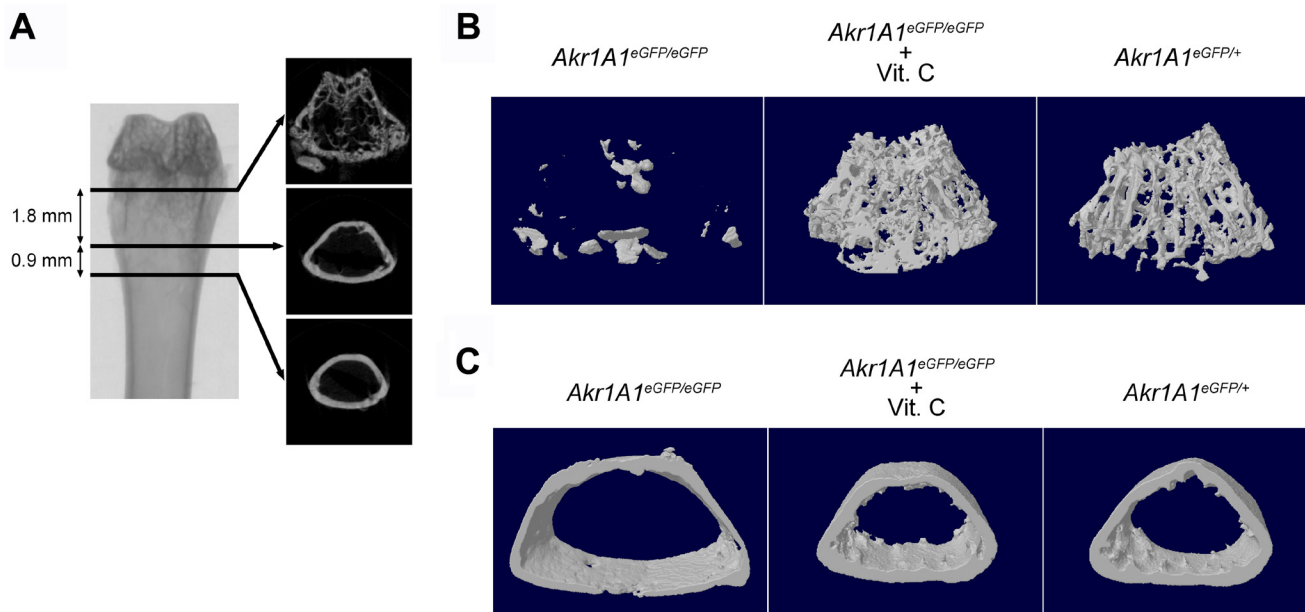 A
1.8 mm
0.9 mm
B
Akr1A1eGFP/eGFP
Akr1A1eGFP/eGFP
+
Vit. C
Akr1A1eGFP/+
C
Akr1A1eGFP/eGFP
Akr1A1eGFP/eGFP
+
Vit. C
Akr1A1eGFP/+